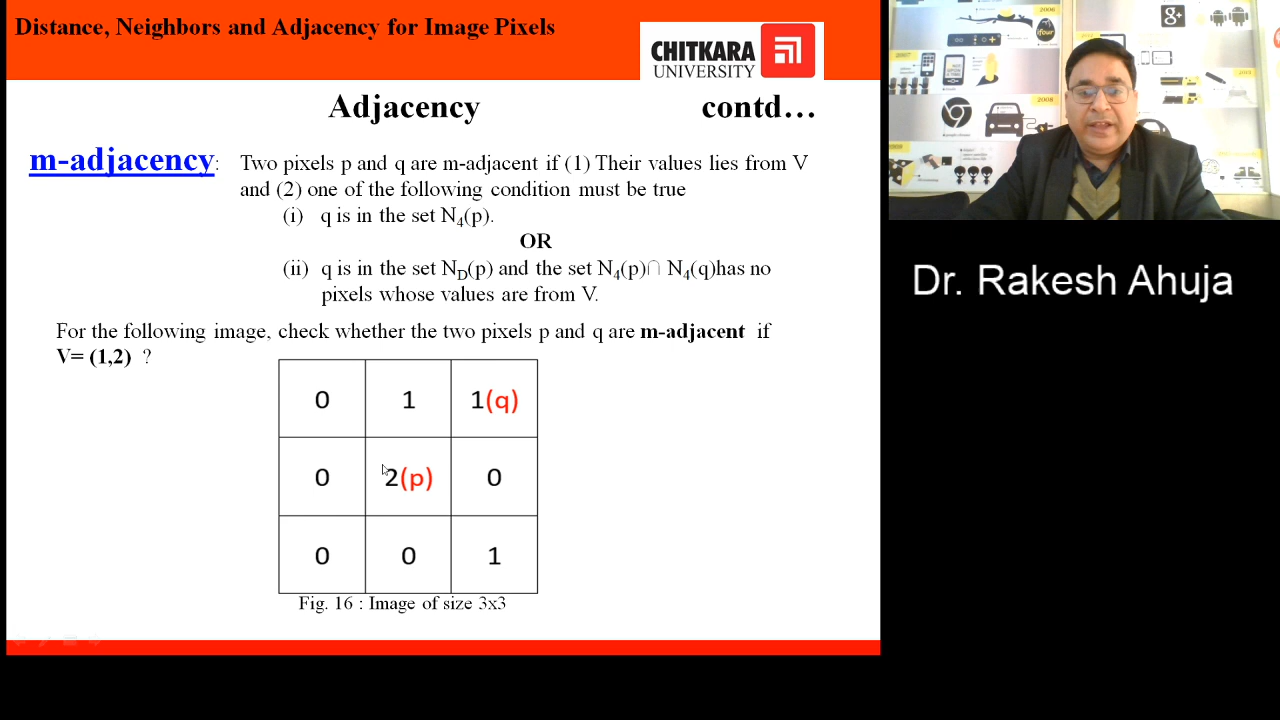 Distance, Neighbors and Adjacency for Image Pixels
CHITKARA
UNIVERSITY
Adjacency contd…
m-adjacency: Two pixels p and q are m-adjacent if (1) Their values lies from V
and (2) one of the following condition must be true
(i) q is in the set N4(p).
OR
(ii) q is in the set ND(p) and the set N4(p)∩ N4(q)has no
pixels whose values are from V.
For the following image, check whether the two pixels p and q are m-adjacent if
V= (1,2) ?
0 1 1(q)
0 2(p) 0
0 0 1
Fig. 16 : Image of size 3x3
Dr. Rakesh Ahuja
2006
ifour
2007
2008
g+